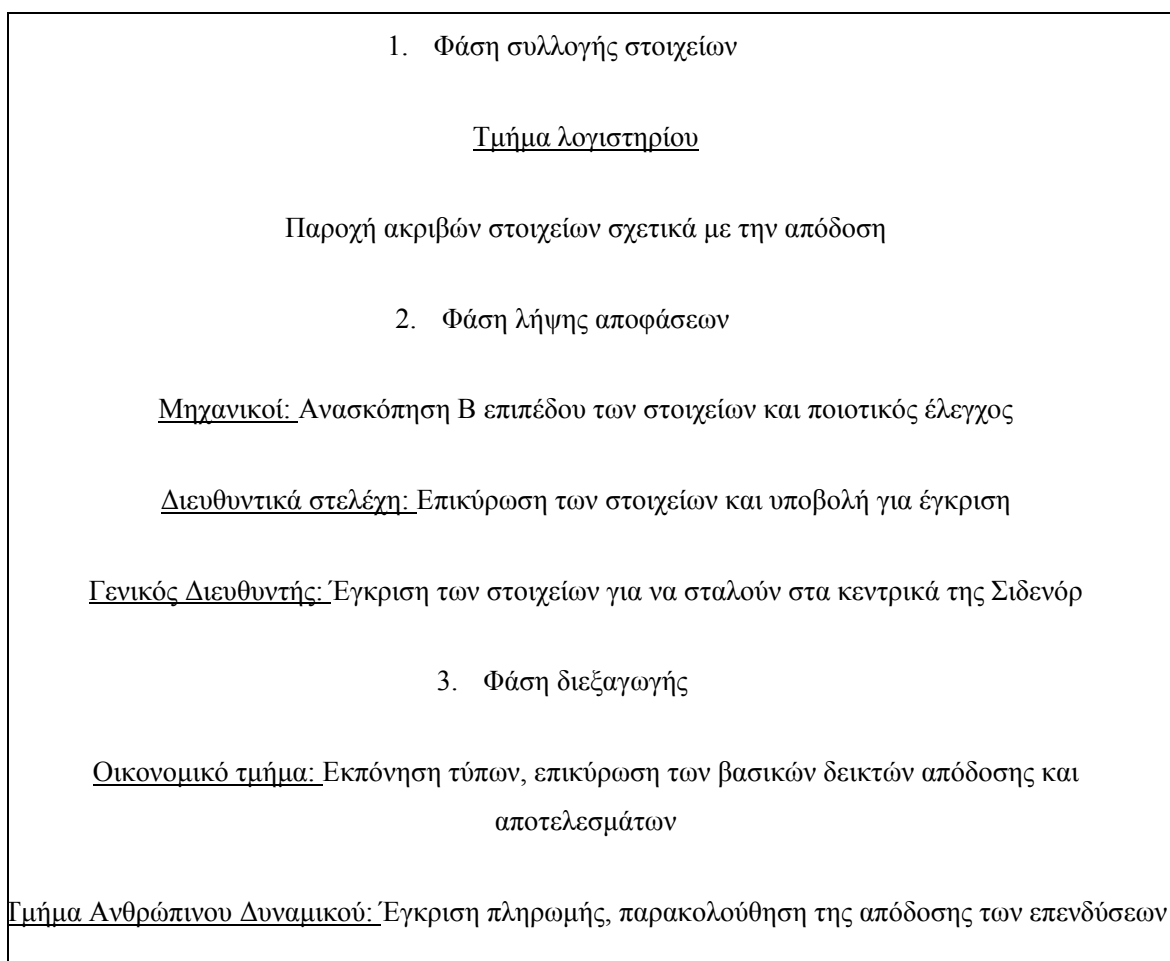 1. Φάση συλλογής στοιχείων
Τμήμα λογιστηρίου
Παροχή ακριβών στοιχείων σχετικά με την απόδοση
2. Φάση λήψης αποφάσεων
Μηχανικοί: Ανασκόπηση Β επιπέδου των στοιχείων και ποιοτικός έλεγχος
Διευθυντικά στελέχη: Επικύρωση των στοιχείων και υποβολή για έγκριση
Γενικός Διευθυντής: Έγκριση των στοιχείων για να σταλούν στα κεντρικά της Σιδενόρ
3. Φάση διεξαγωγής
Οικονομικό τμήμα: Εκπόνηση τύπων, επικύρωση των βασικών δεικτών απόδοσης και
αποτελεσμάτων
Τμήμα Ανθρώπινου Δυναμικού: Έγκριση πληρωμής, παρακολούθηση της απόδοσης των επενδύσεων